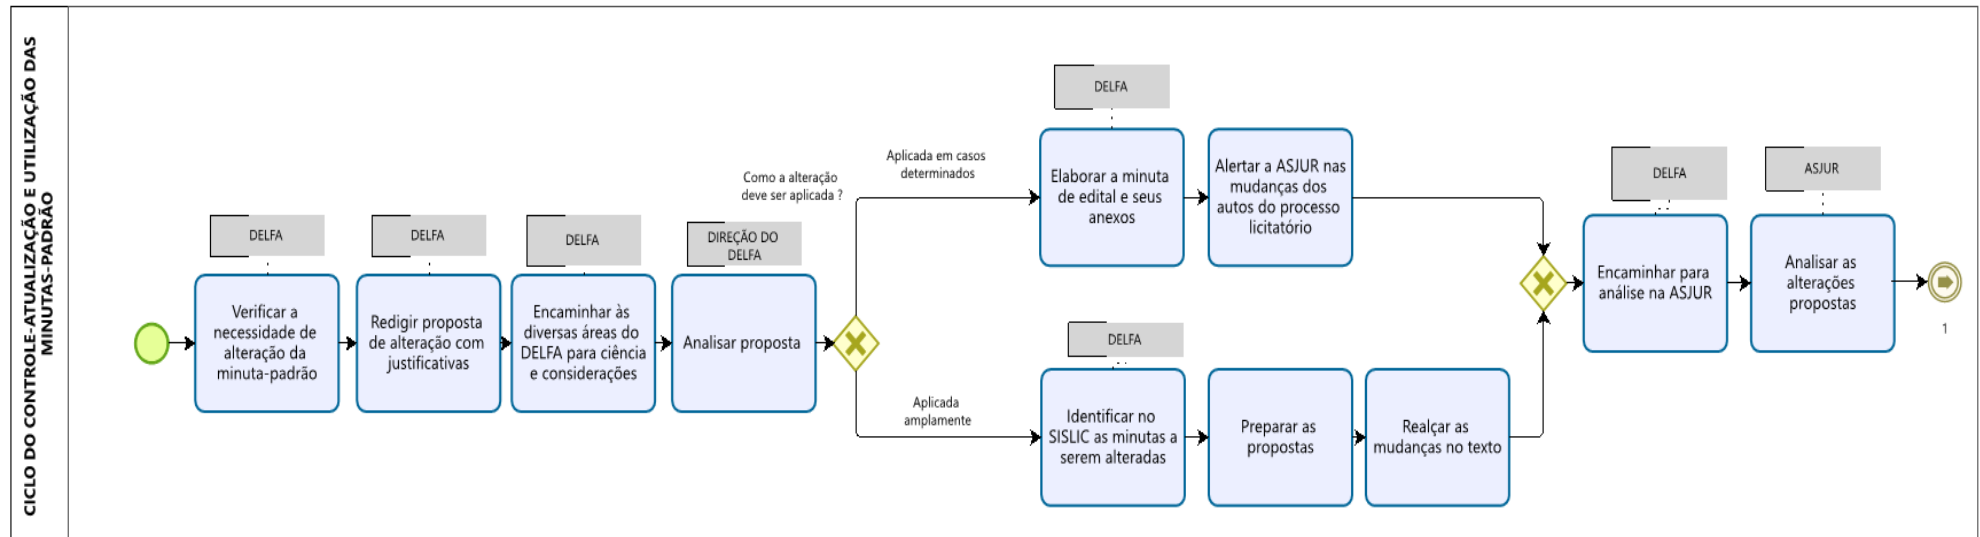 CICLO DO CONTROLE-ATUALIZAÇÃO E UTILIZAÇÃO DAS
MINUTAS-PADRÃO
DELFA
Verificar a
necessidade de
alteração da
minuta-padrão
DELFA
Redigir proposta
de alteração com
justificativas
DELFA
Encaminhar às
diversas áreas do
DELFA para ciência
e considerações
DIREÇÃO DO
DELFA
Analisar proposta
Como a alteração
deve ser aplicada ?
Aplicada em casos
determinados
DELFA
Elaborar a minuta
de edital e seus
anexos
Alertar a ASJUR nas
mudanças dos
autos do processo
licitatório
Aplicada
amplamente
DELFA
Identificar no
SISLIC as minutas a
serem alteradas
Preparar as
propostas
Realçar as
mudanças no texto
DELFA
Encaminhar para
análise na ASJUR
ASJUR
Analisar as
alterações
propostas
1